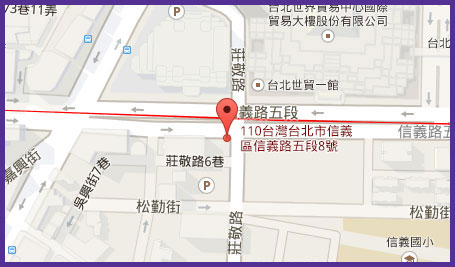 73巷11弄
P
台北世界貿易中心國際
貿易大樓股份有限公司
莊敬路
台北
台北世貿一館
義路五段
110台灣台北市信義
區信義路五段8號
信義路五
嘉興街
吳興街7巷
莊敬路6巷
P
松勤街
松勤街
莊敬路
信義國小